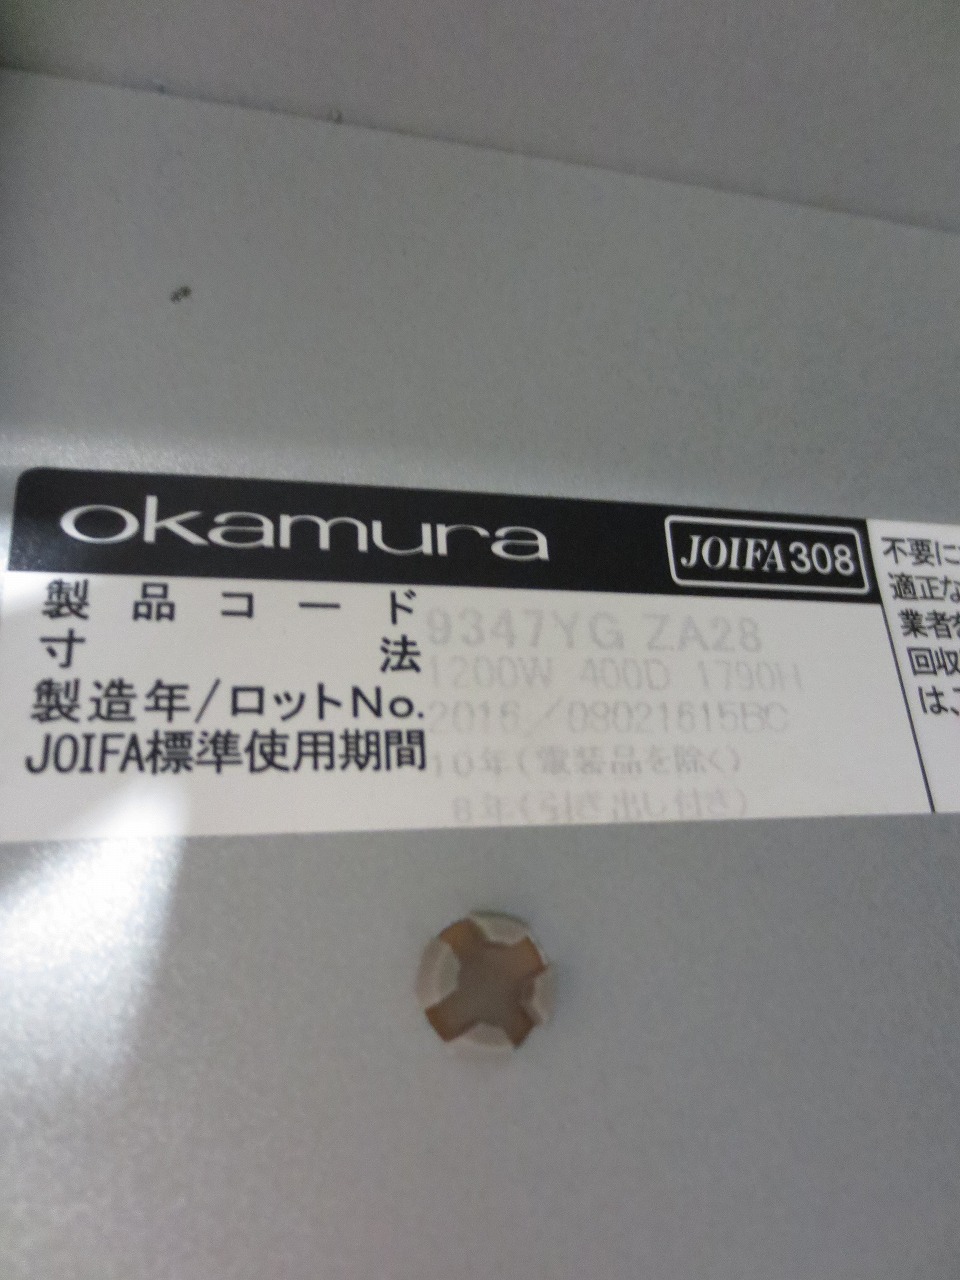 okamura
JOIFA308
製品コード 9347YG ZA28
寸法 1200W 400D 1790H
製造年/ロットNo. 2016/08021615BC
JOIFA標準使用期間 10年(電装品を除く)
8年(引き出し付き)
不要に
適正な
業者
回収
は、